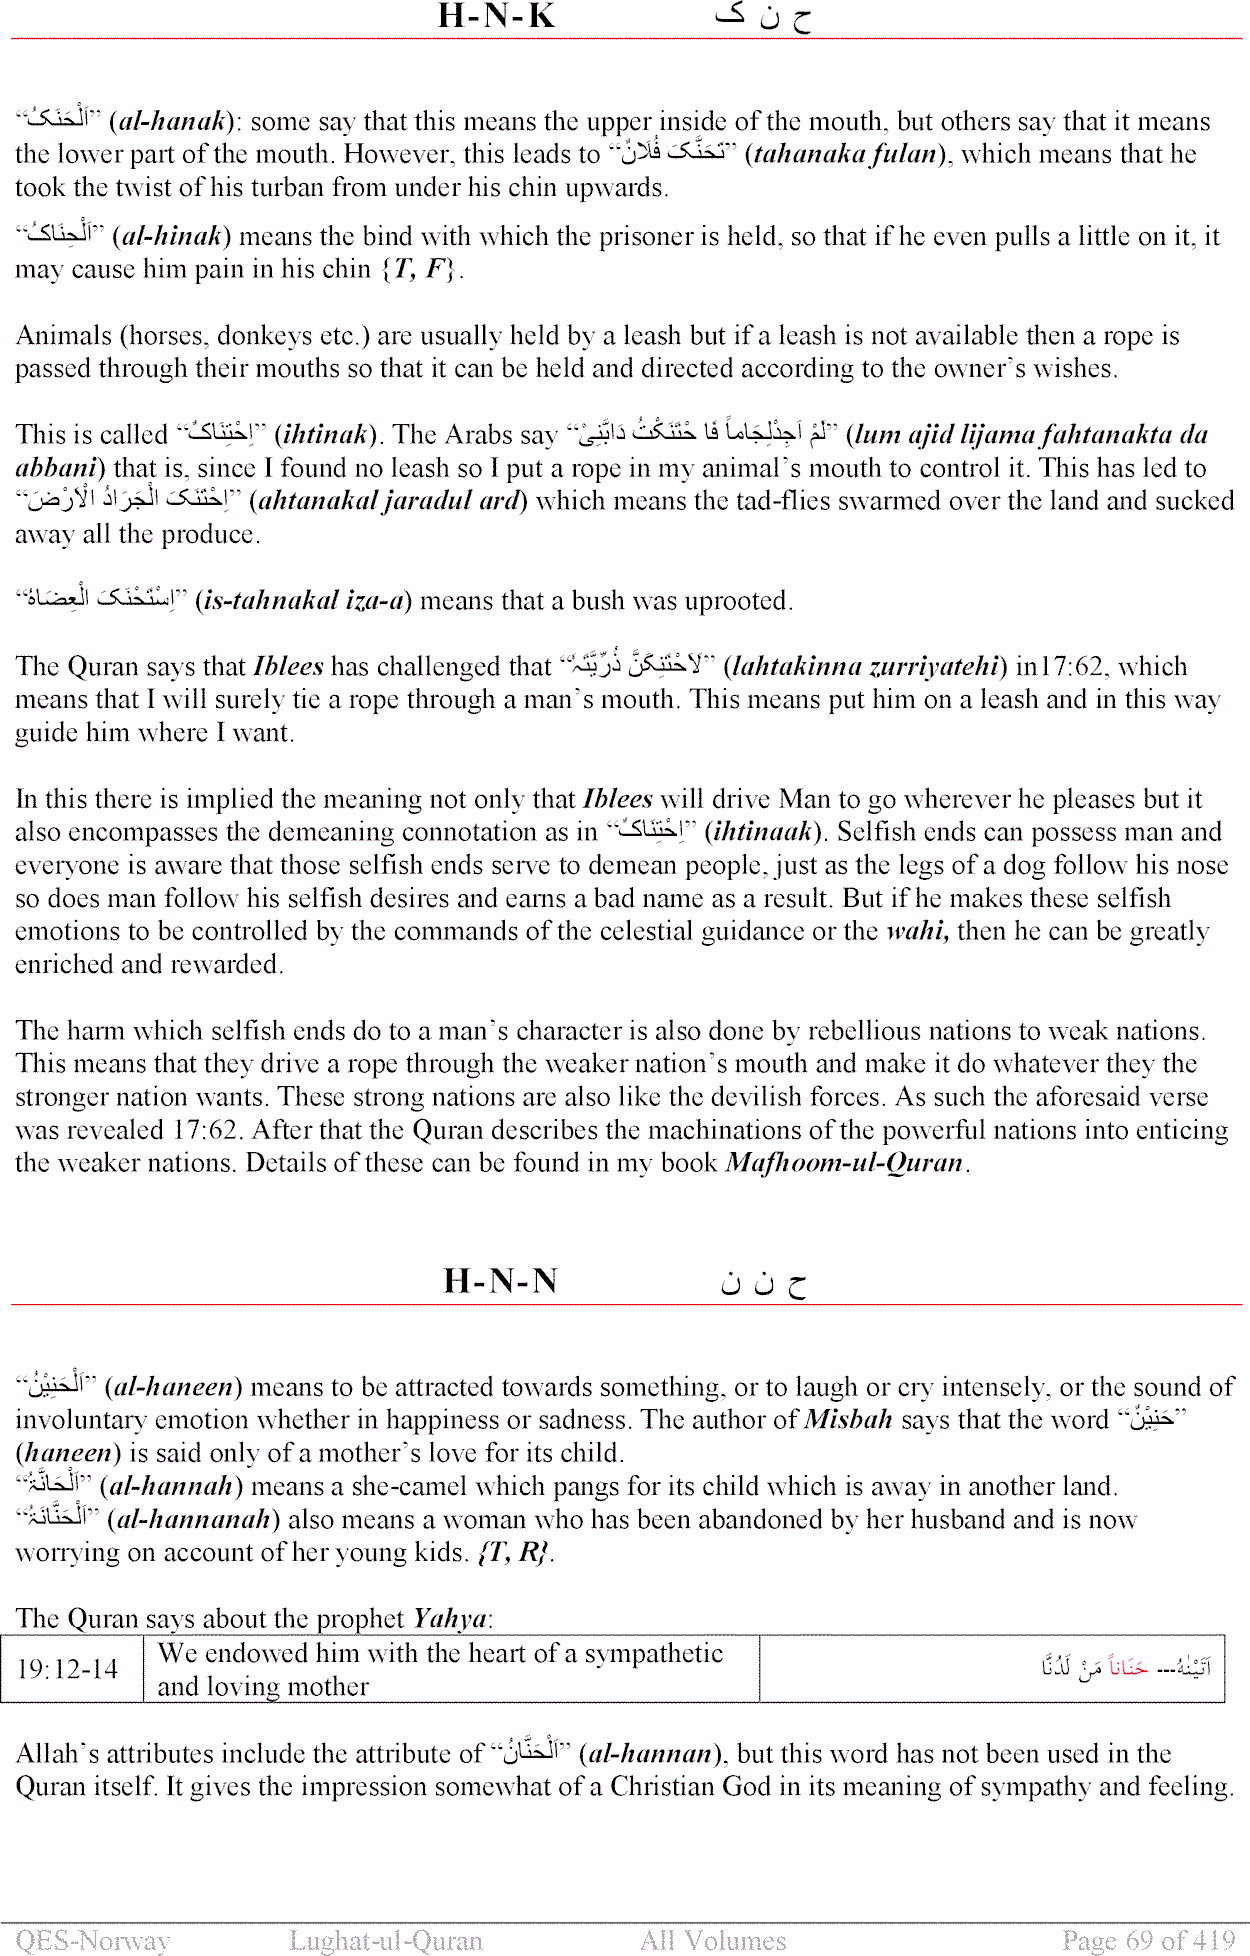 H-N-K ح ن ک
“اَلْحَنَکُ” (al-hanak): some say that this means the upper inside of the mouth, but others say that it means
the lower part of the mouth. However, this leads to “تَحَنَّکَ فُلَانٌ” (tahanaka fulan), which means that he
took the twist of his turban from under his chin upwards.
“اَلْحِنَاکُ” (al-hinak) means the bind with which the prisoner is held, so that if he even pulls a little on it, it
may cause him pain in his chin {T, F}.
Animals (horses, donkeys etc.) are usually held by a leash but if a leash is not available then a rope is
passed through their mouths so that it can be held and directed according to the owner’s wishes.
This is called “اِحْتِنَاکٌ” (ihtinak). The Arabs say “لَمْ اَجِدْلِجَاماً فَا حْتَنَکْتُ دَابَّتِیْ” (lum ajid lijama fahtanakta da
abbani) that is, since I found no leash so I put a rope in my animal’s mouth to control it. This has led to
“اِحْتَنَکَ الْجَرَادُ الْاَرْضَ” (ahtanakal jaradul ard) which means the tad-flies swarmed over the land and sucked
away all the produce.
“اِسْتَحْنَکَ الْعِضَاہُ” (is-tahnakal iza-a) means that a bush was uprooted.
The Quran says that Iblees has challenged that “لَاَحْتَنِکَنَّ ذُرِّیَّتَہٗ” (lahtakinna zurriyatehi) in17:62, which
means that I will surely tie a rope through a man’s mouth. This means put him on a leash and in this way
guide him where I want.
In this there is implied the meaning not only that Iblees will drive Man to go wherever he pleases but it
also encompasses the demeaning connotation as in “اِحْتِنَاکٌ” (ihtinaak). Selfish ends can possess man and
everyone is aware that those selfish ends serve to demean people, just as the legs of a dog follow his nose
so does man follow his selfish desires and earns a bad name as a result. But if he makes these selfish
emotions to be controlled by the commands of the celestial guidance or the wahi, then he can be greatly
enriched and rewarded.
The harm which selfish ends do to a man’s character is also done by rebellious nations to weak nations.
This means that they drive a rope through the weaker nation’s mouth and make it do whatever they the
stronger nation wants. These strong nations are also like the devilish forces. As such the aforesaid verse
was revealed 17:62. After that the Quran describes the machinations of the powerful nations into enticing
the weaker nations. Details of these can be found in my book Mafhoom-ul-Quran.
H-N-N ح ن ن
“اَلْحَنِیْنُ” (al-haneen) means to be attracted towards something, or to laugh or cry intensely, or the sound of
involuntary emotion whether in happiness or sadness. The author of Misbah says that the word “حَنِیْنٌ”
(haneen) is said only of a mother’s love for its child.
“اَلْحَانَّۃُ” (al-hannah) means a she-camel which pangs for its child which is away in another land.
“اَلْحَنَّانَۃُ” (al-hannanah) also means a woman who has been abandoned by her husband and is now
worrying on account of her young kids. {T, R}.
The Quran says about the prophet Yahya:
19:12-14 We endowed him with the heart of a sympathetic
and loving mother
آتَیْنٰہُ--- حَنَاناً مَنْ لَدُنَّا
Allah’s attributes include the attribute of “اَلْحَنَّانُ” (al-hannan), but this word has not been used in the
Quran itself. It gives the impression somewhat of a Christian God in its meaning of sympathy and feeling.
QES-Norway Lughat-ul-Quran All Volumes Page 69 of 419